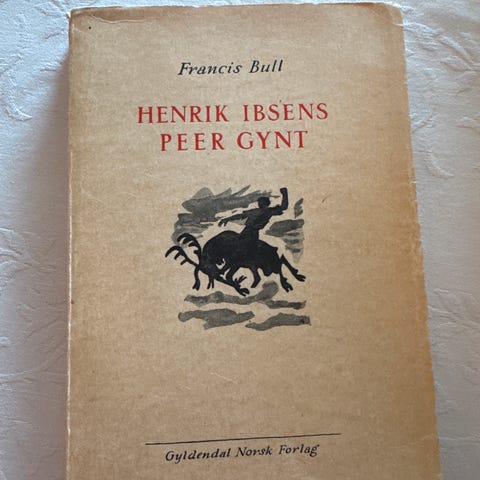 Francis Bull
HENRIK IBSENS
PEER GYNT
Gyldendal Norsk Forlag